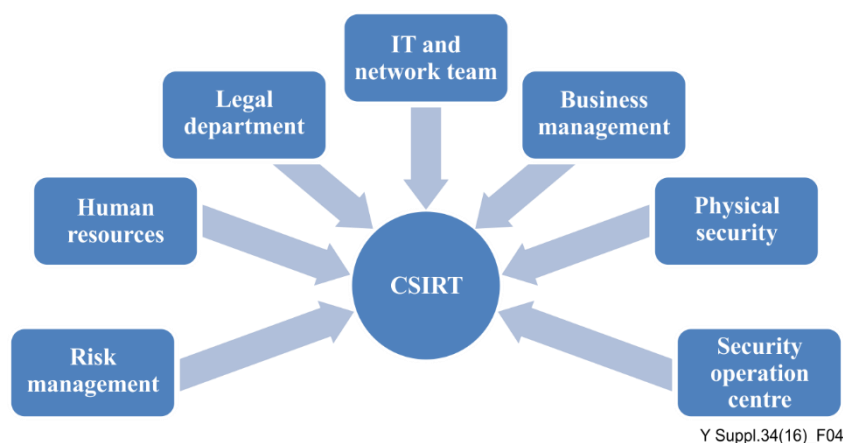 IT and
network team
Legal
department
Business
management
Human
resources
Physical
security
CSIRT
Risk
management
Security
operation
centre
Y Suppl.34(16)_F04